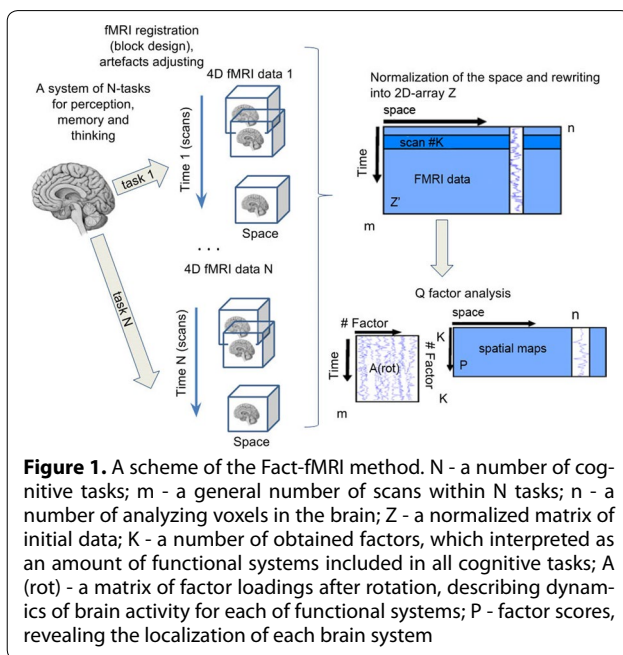 fMRI registration
(block design),
artefacts adjusting
A system of N-tasks
for perception,
memory and
thinking
task 1
task N
4D fMRI data 1
Time 1 (scans)
Space
. . .
4D fMRI data N
Time N (scans)
Space
Normalization of the space and rewriting
into 2D-array Z
space
n
Time
scan #K
FMRI data
Z'
m
Q factor analysis
# Factor
Time
A(rot)
m
space
n
K
# Factor
P
spatial maps
K
Figure 1. A scheme of the Fact-fMRI method. N - a number of cog-
nitive tasks; m - a general number of scans within N tasks; n - a
number of analyzing voxels in the brain; Z - a normalized matrix of
initial data; K - a number of obtained factors, which interpreted as
an amount of functional systems included in all cognitive tasks; A
(rot) - a matrix of factor loadings after rotation, describing dynam-
ics of brain activity for each of functional systems; P - factor scores,
revealing the localization of each brain system